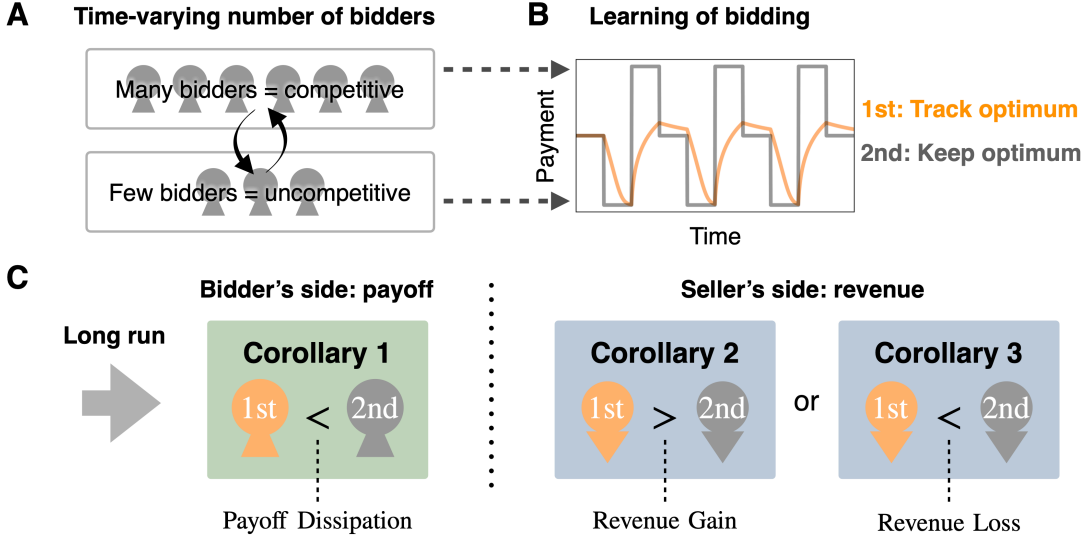 A
Time-varying number of bidders
Many bidders = competitive
Few bidders = uncompetitive
B
Learning of bidding
Payment
Time
1st: Track optimum
2nd: Keep optimum
C
Long run
Bidder's side: payoff
Corollary 1
1st < 2nd
Payoff Dissipation
Seller's side: revenue
Corollary 2
1st > 2nd
Revenue Gain
or
Corollary 3
1st < 2nd
Revenue Loss